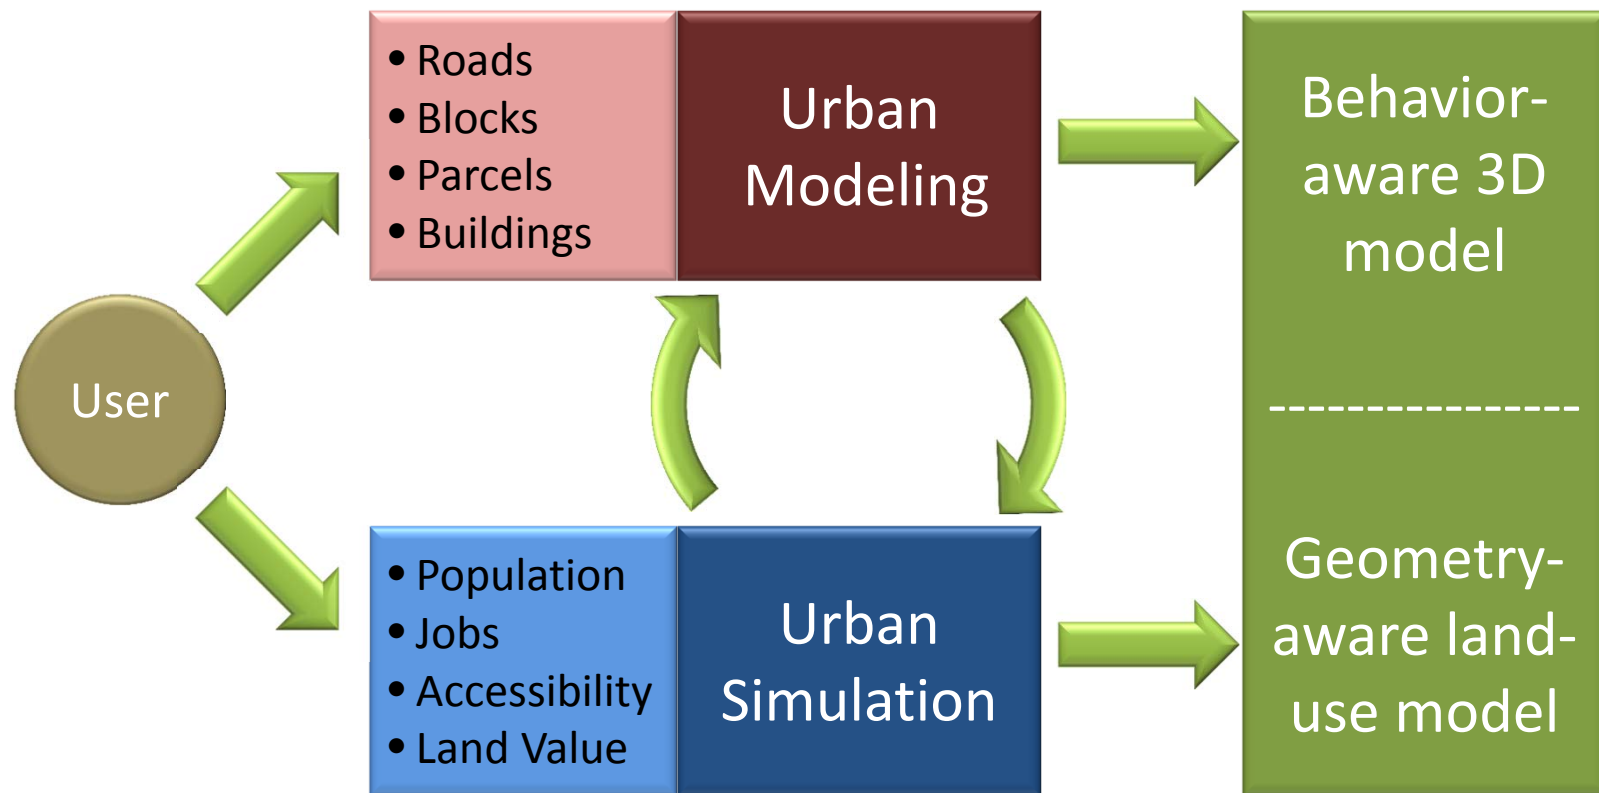 • Roads
• Blocks
• Parcels
• Buildings
Urban
Modeling
Behavior-
aware 3D
model
User
----------------
• Population
• Jobs
• Accessibility
• Land Value
Urban
Simulation
Geometry-
aware land-
use model